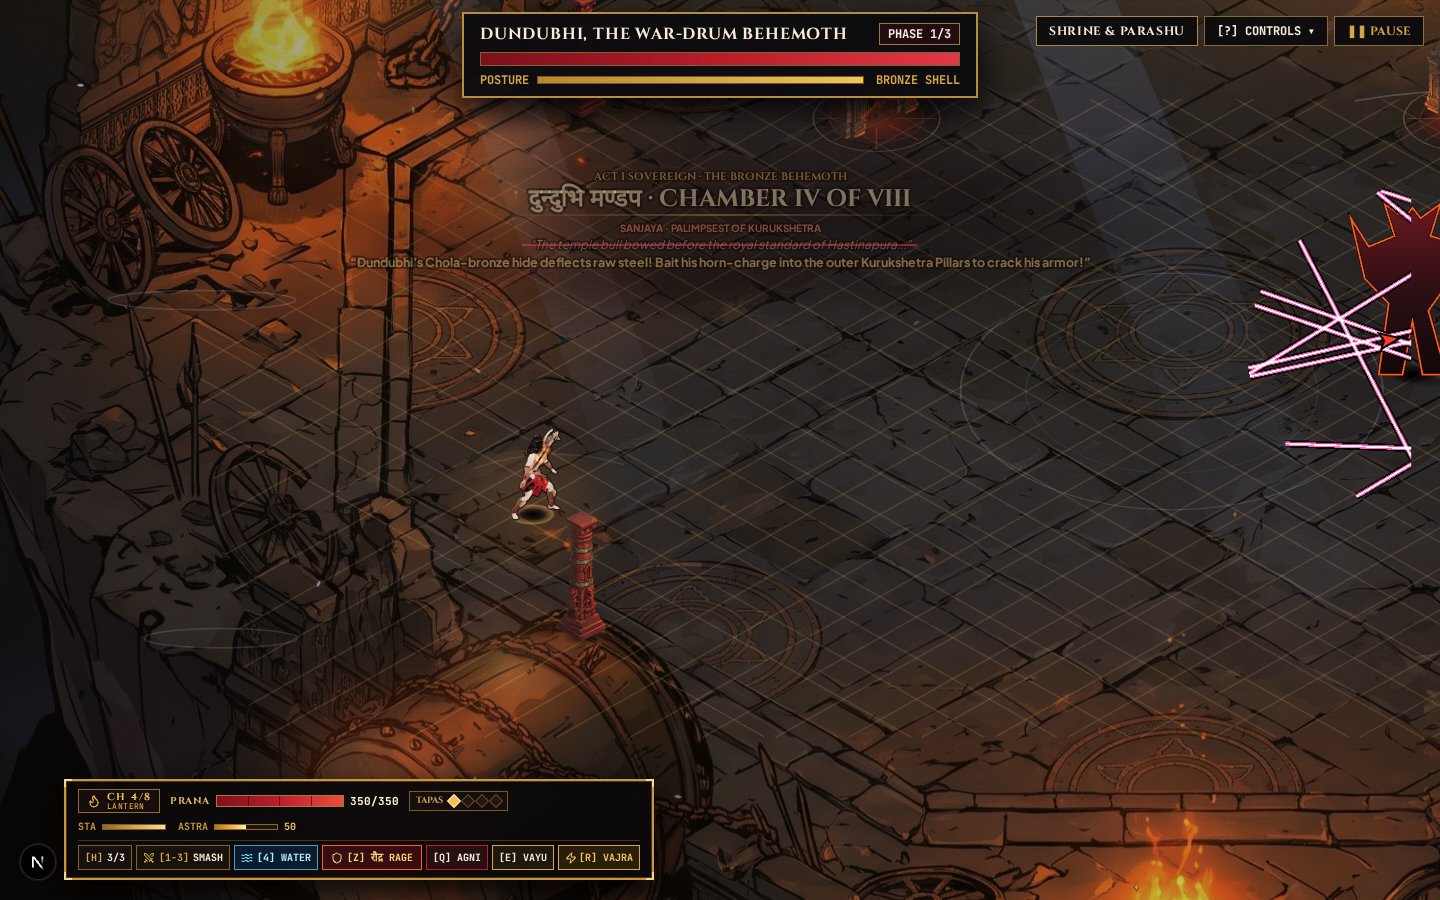 DUNDUBHI, THE WAR-DRUM BEHEMOTH
PHASE 1/3
POSTURE
BRONZE SHELL
SHRINE & PARASHU
[?] CONTROLS ▾
❚❚ PAUSE
ACT I SOVEREIGN · THE BRONZE BEHEMOTH
दुन्दुभि मण्डप · CHAMBER IV OF VIII
SANJAYA · PALIMPSEST OF KURUKSHETRA
"The temple bull bowed before the royal standard of Hastinapura..."
"Dundubhi's Chola-bronze hide deflects raw steel! Bait his horn-charge into the outer Kurukshetra Pillars to crack his armor!"
CH 4/8
LANTERN
PRANA
350/350
TAPAS
STA
ASTRA
50
[H] 3/3
[1-3] SMASH
[4] WATER
[Z] रौद्र RAGE
[Q] AGNI
[E] VAYU
[R] VAJRA
N